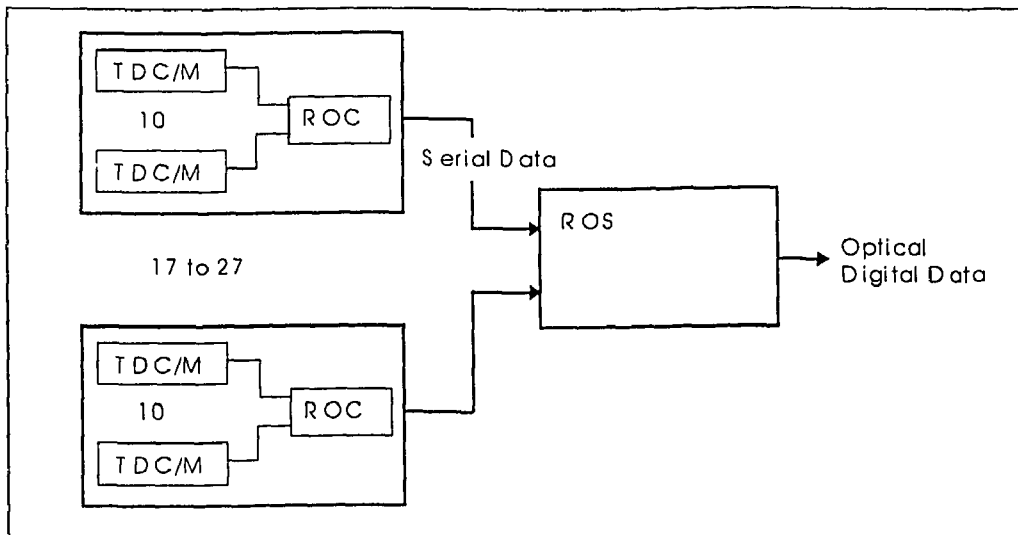 TDC/M
10
ROC
TDC/M
Serial Data
ROS
17 to 27
Optical
Digital Data
TDC/M
10
ROC
TDC/M